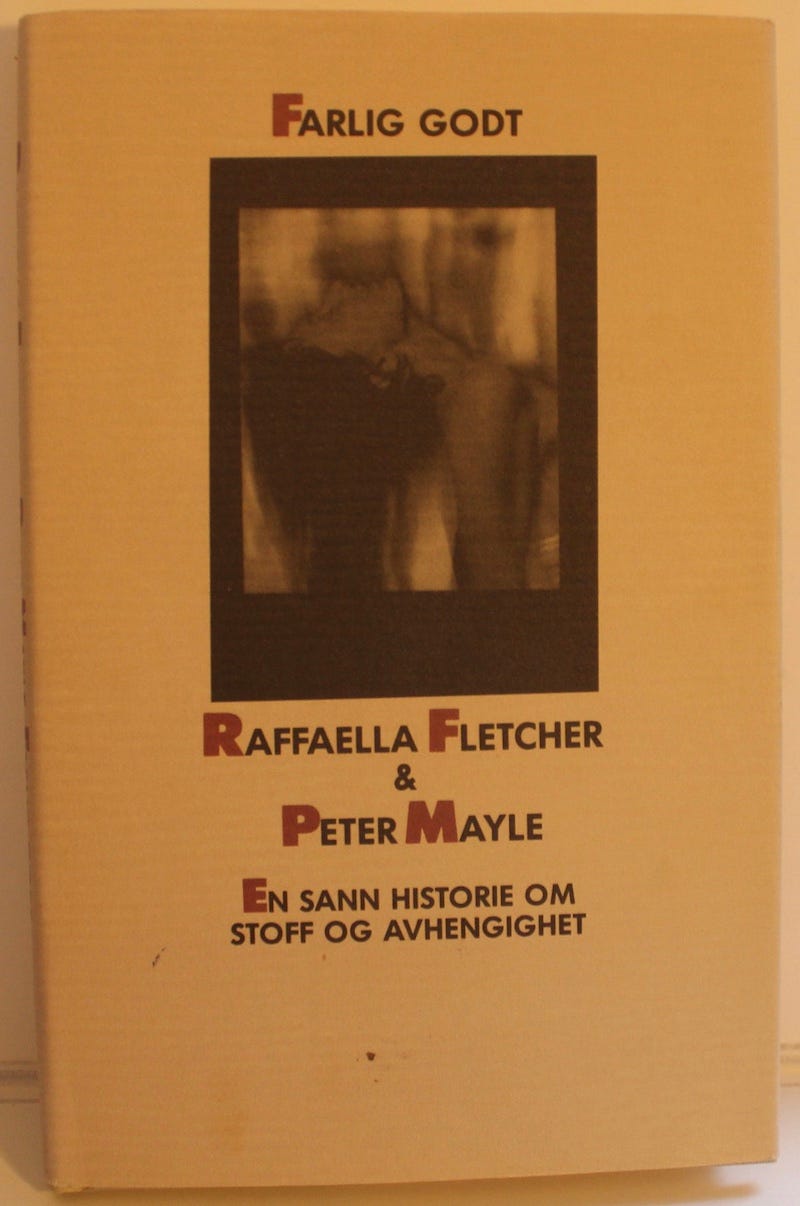 FARLIG GODT
RAFFAELLA FLETCHER
&
PETER MAYLE
EN SANN HISTORIE OM
STOFF OG AVHENGIGHET